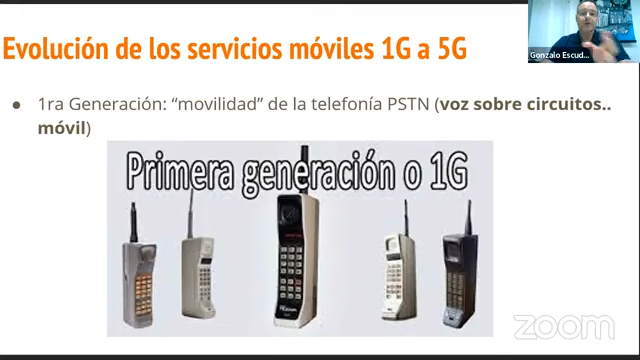 Evolución de los servicios móviles 1G a 5G
Gonzalo Escud...
● 1ra Generación: “movilidad” de la telefonía PSTN (voz sobre circuitos..
móvil)
Primera generación o 1G
zoom